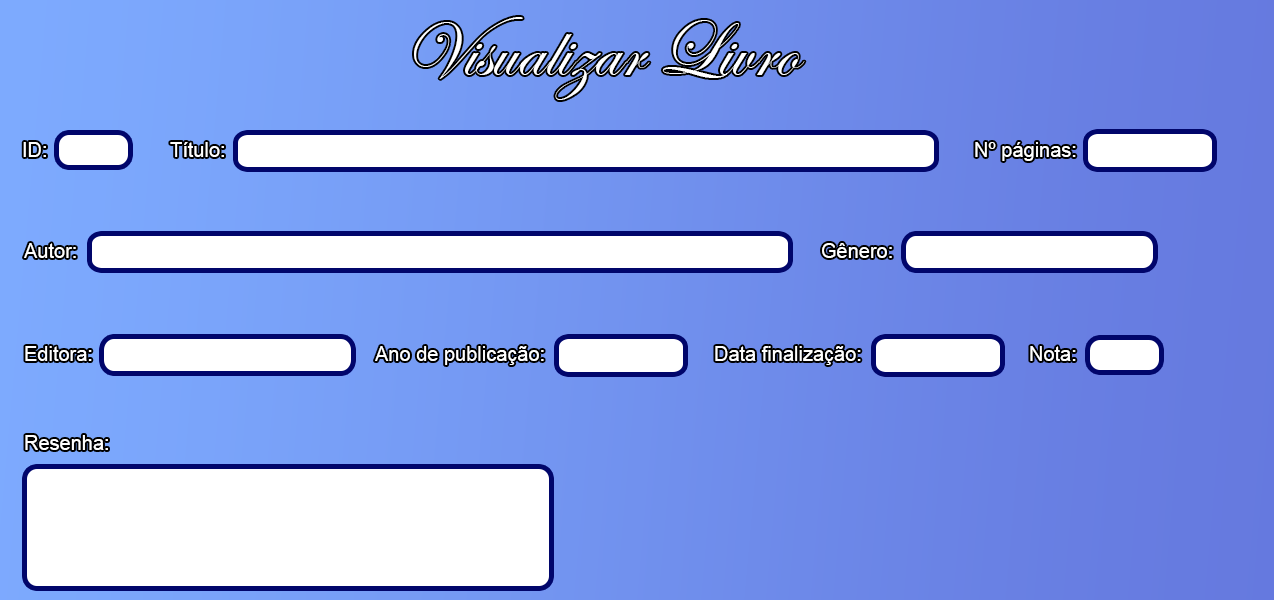 Visualizar Livro
ID: Título: Nº páginas:
Autor: Gênero:
Editora: Ano de publicação: Data finalização: Nota:
Resenha: